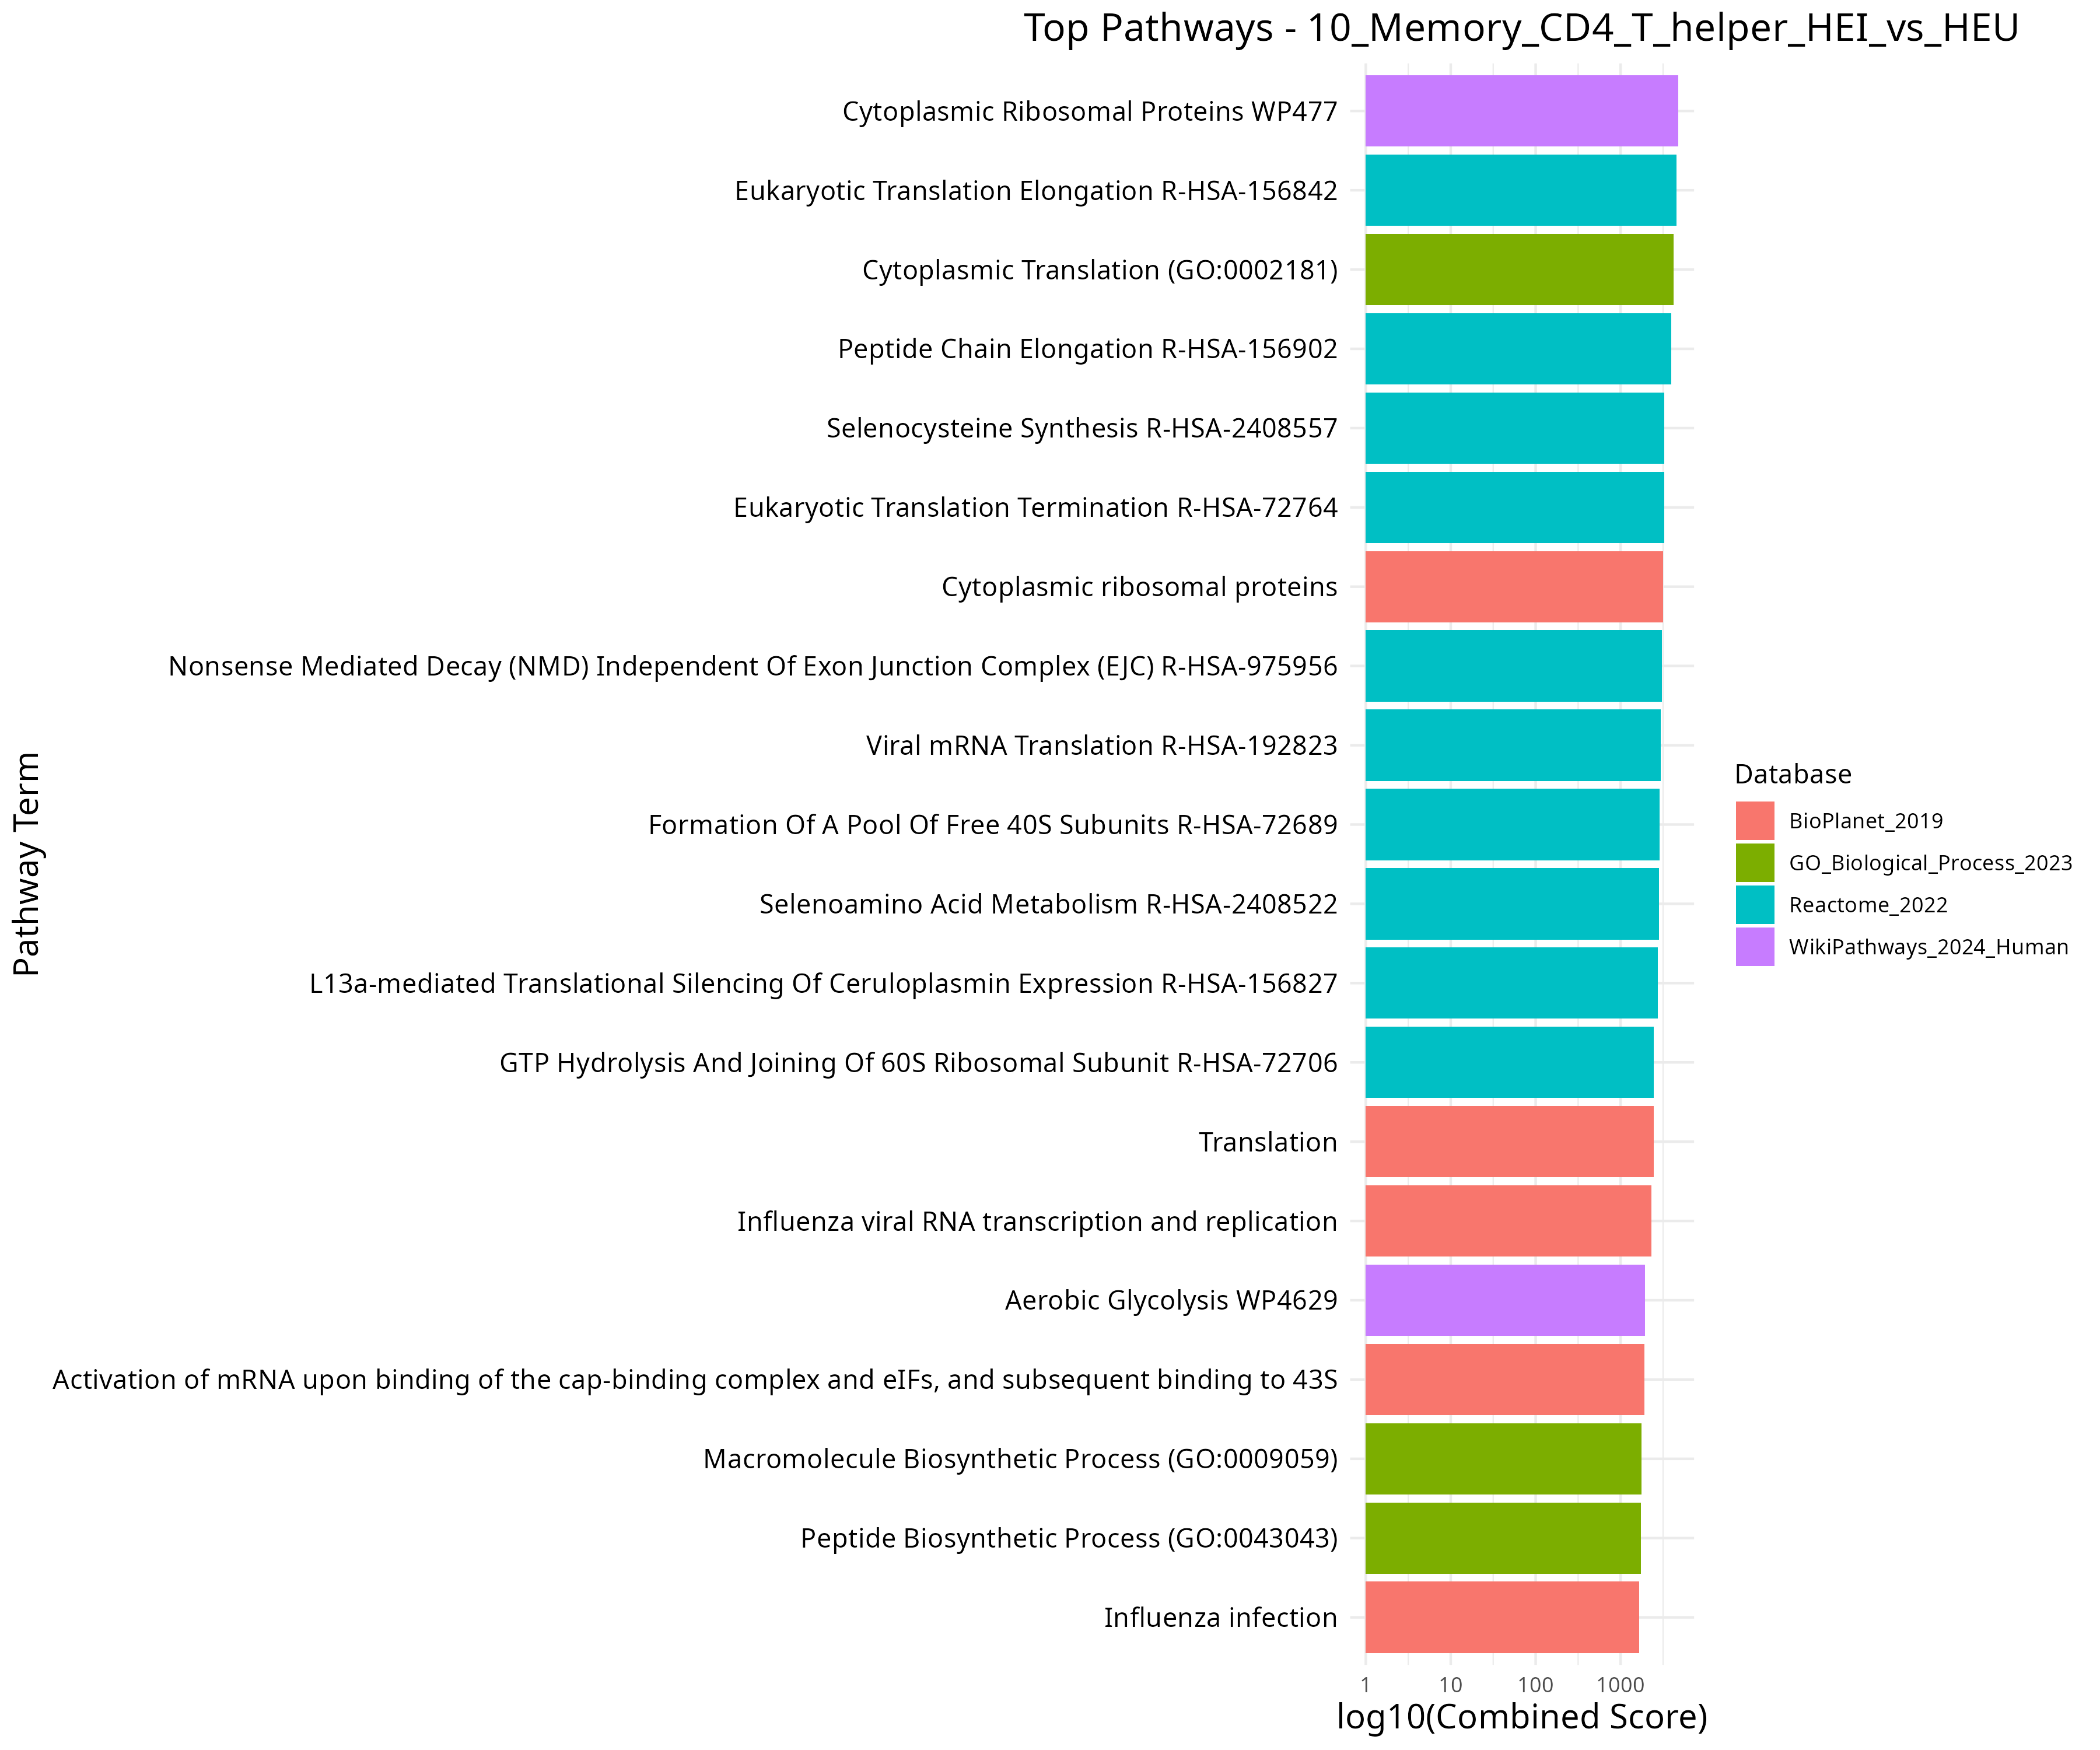 Top Pathways - 10_Memory_CD4_T_helper_HEI_vs_HEU
Pathway Term
Cytoplasmic Ribosomal Proteins WP477
Eukaryotic Translation Elongation R-HSA-156842
Cytoplasmic Translation (GO:0002181)
Peptide Chain Elongation R-HSA-156902
Selenocysteine Synthesis R-HSA-2408557
Eukaryotic Translation Termination R-HSA-72764
Cytoplasmic ribosomal proteins
Nonsense Mediated Decay (NMD) Independent Of Exon Junction Complex (EJC) R-HSA-975956
Viral mRNA Translation R-HSA-192823
Formation Of A Pool Of Free 40S Subunits R-HSA-72689
Selenoamino Acid Metabolism R-HSA-2408522
L13a-mediated Translational Silencing Of Ceruloplasmin Expression R-HSA-156827
GTP Hydrolysis And Joining Of 60S Ribosomal Subunit R-HSA-72706
Translation
Influenza viral RNA transcription and replication
Aerobic Glycolysis WP4629
Activation of mRNA upon binding of the cap-binding complex and eIFs, and subsequent binding to 43S
Macromolecule Biosynthetic Process (GO:0009059)
Peptide Biosynthetic Process (GO:0043043)
Influenza infection
1 10 100 1000
log10(Combined Score)
Database
BioPlanet_2019
GO_Biological_Process_2023
Reactome_2022
WikiPathways_2024_Human